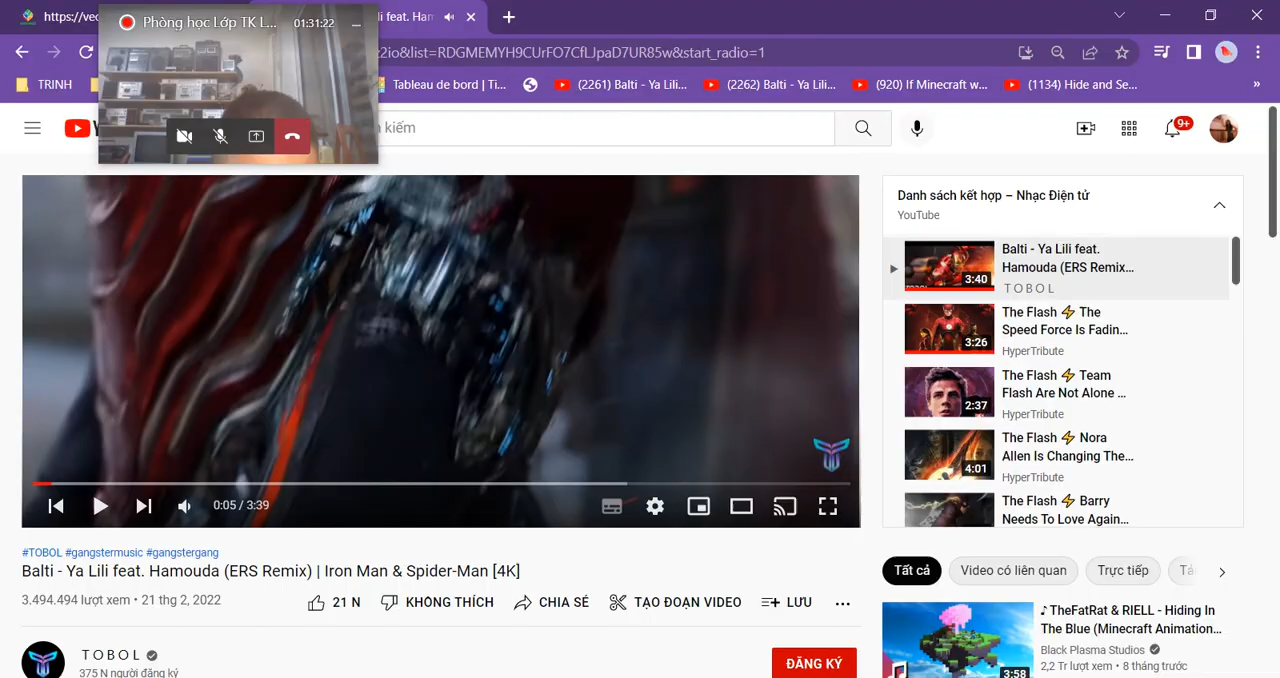 https://vec
Phòng học Lớp TK L...
01:31:22
li feat. Ham
z2io&list=RDGMEMYH9CUrFO7CfLJpaD7UR85w&start_radio=1
TRINH
Tableau de bord | Ti...
(2261) Balti - Ya Lili...
(2262) Balti - Ya Lili...
(920) If Minecraft w...
(1134) Hide and Se...
»
kiếm
9+
Danh sách kết hợp – Nhạc Điện tử
YouTube
Balti - Ya Lili feat.
Hamouda (ERS Remix...
T O B O L
3:40
The Flash ⚡ The
Speed Force Is Fadin...
HyperTribute
3:26
The Flash ⚡ Team
Flash Are Not Alone ...
HyperTribute
2:37
The Flash ⚡ Nora
Allen Is Changing The...
HyperTribute
4:01
The Flash ⚡ Barry
Needs To Love Again...
0:05 / 3:39
#TOBOL #gangstermusic #gangstergang
Balti - Ya Lili feat. Hamouda (ERS Remix) | Iron Man & Spider-Man [4K]
3.494.494 lượt xem • 21 thg 2, 2022
21 N
KHÔNG THÍCH
CHIA SẺ
TẠO ĐOẠN VIDEO
LƯU
...
T O B O L
375 N người đăng ký
ĐĂNG KÝ
Tất cả
Video có liên quan
Trực tiếp
Tả
♪ TheFatRat & RIELL - Hiding In
The Blue (Minecraft Animation...
Black Plasma Studios
2,2 Tr lượt xem • 8 tháng trước
3:58